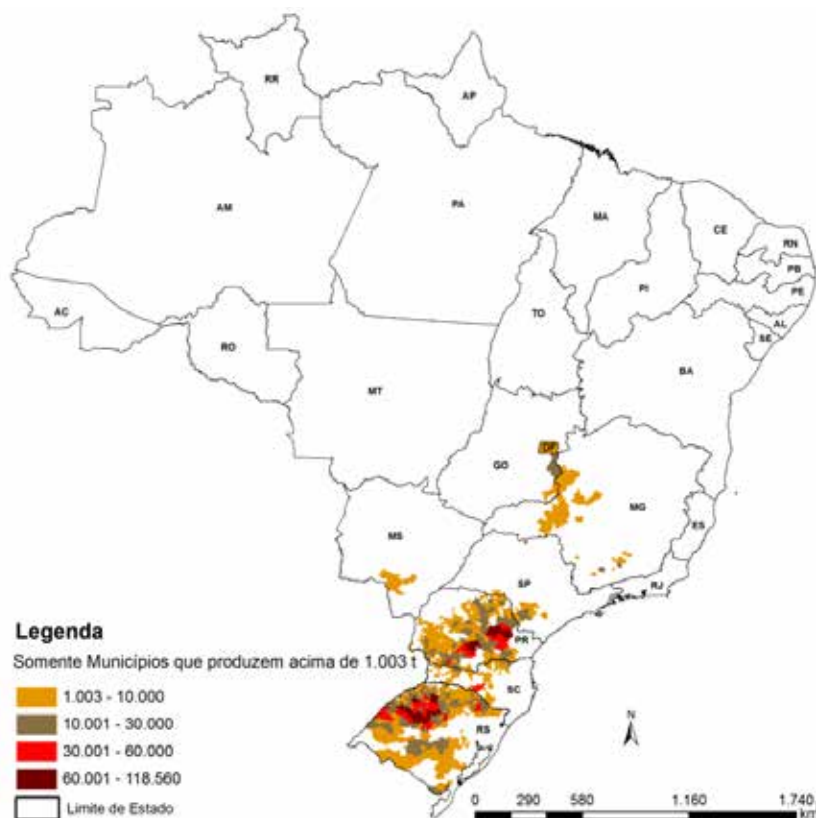 RR
AP
AM
PA
MA
CE
RN
PB
PE
AL
SE
PI
AC
TO
RO
BA
MT
DF
GO
MG
ES
MS
SP
RJ
PR
SC
RS
N
Legenda
Somente Municípios que produzem acima de 1.003 t
1.003 - 10.000
10.001 - 30.000
30.001 - 60.000
60.001 - 118.560
Limite de Estado
0 290 580 1.160 1.740
km